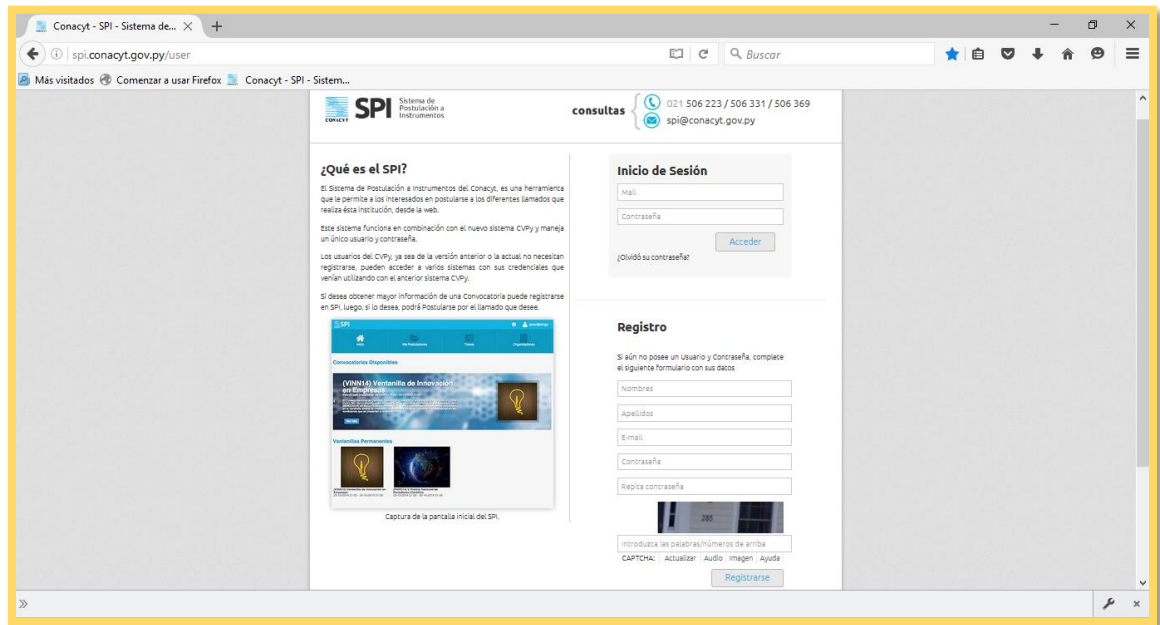 Conacyt - SPI - Sistema de...
spi.conacyt.gov.py/user
Buscar
Más visitados
Comenzar a usar Firefox
Conacyt - SPI - Sistem...
CONACYT
SPI
Sistema de
Postulación a
Instrumentos
consultas
021 506 223 / 506 331 / 506 369
spi@conacyt.gov.py
¿Qué es el SPI?
El Sistema de Postulación a Instrumentos del Conacyt, es una herramienta
que le permite a los interesados en postularse a los diferentes llamados que
realiza ésta institución, desde la web.
Este sistema funciona en combinación con el nuevo sistema CVPy y maneja
un único usuario y contraseña.
Los usuarios del CVPy, ya sea de la versión anterior o la actual no necesitan
registrarse, pueden acceder a varios sistemas con sus credenciales que
venían utilizando con el anterior sistema CVPy.
Si desea obtener mayor información de una Convocatoria puede registrarse
en SPI, luego, si lo desea, podrá Postularse por el llamado que desee.
SPI
Inicio
Mis Postulaciones
Tareas
Organizaciones
Convocatorias Disponibles
(VINN14) Ventanilla de Innovación
en Empresas
Ver más
Ventanillas Permanentes
Captura de la pantalla inicial del SPI.
Inicio de Sesión
Mail
Contraseña
Acceder
¿Olvidó su contraseña?
Registro
Si aún no posee un Usuario y Contraseña, complete
el siguiente formulario con sus datos
Nombres
Apellidos
E-mail
Contraseña
Repita contraseña
285
Introduzca las palabras/números de arriba
CAPTCHA: Actualizar Audio Imagen Ayuda
Registrarse